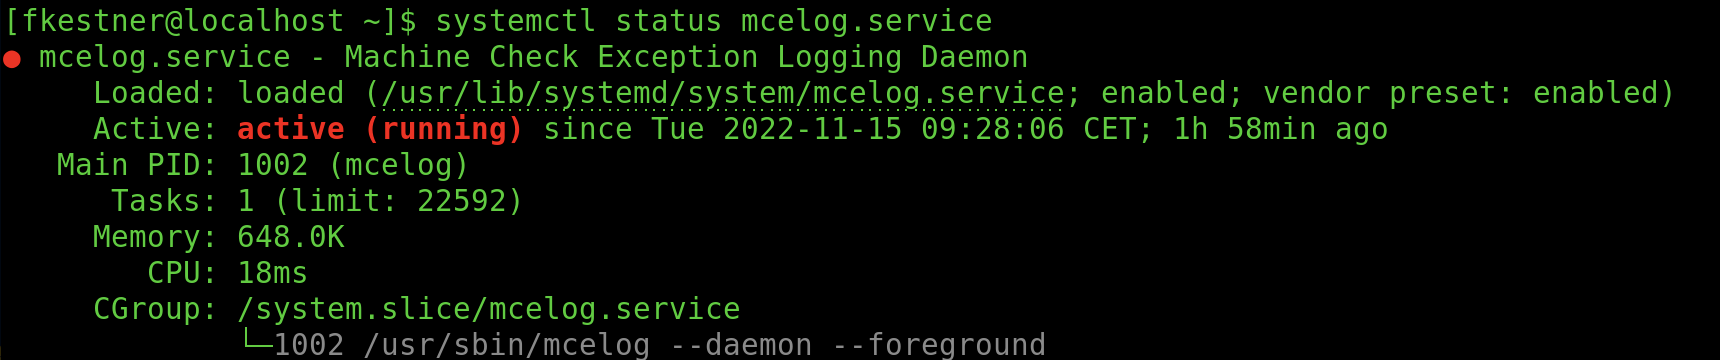 [fkestner@localhost ~]$ systemctl status mcelog.service
● mcelog.service - Machine Check Exception Logging Daemon
     Loaded: loaded (/usr/lib/systemd/system/mcelog.service; enabled; vendor preset: enabled)
     Active: active (running) since Tue 2022-11-15 09:28:06 CET; 1h 58min ago
   Main PID: 1002 (mcelog)
      Tasks: 1 (limit: 22592)
     Memory: 648.0K
        CPU: 18ms
     CGroup: /system.slice/mcelog.service
             └─1002 /usr/sbin/mcelog --daemon --foreground